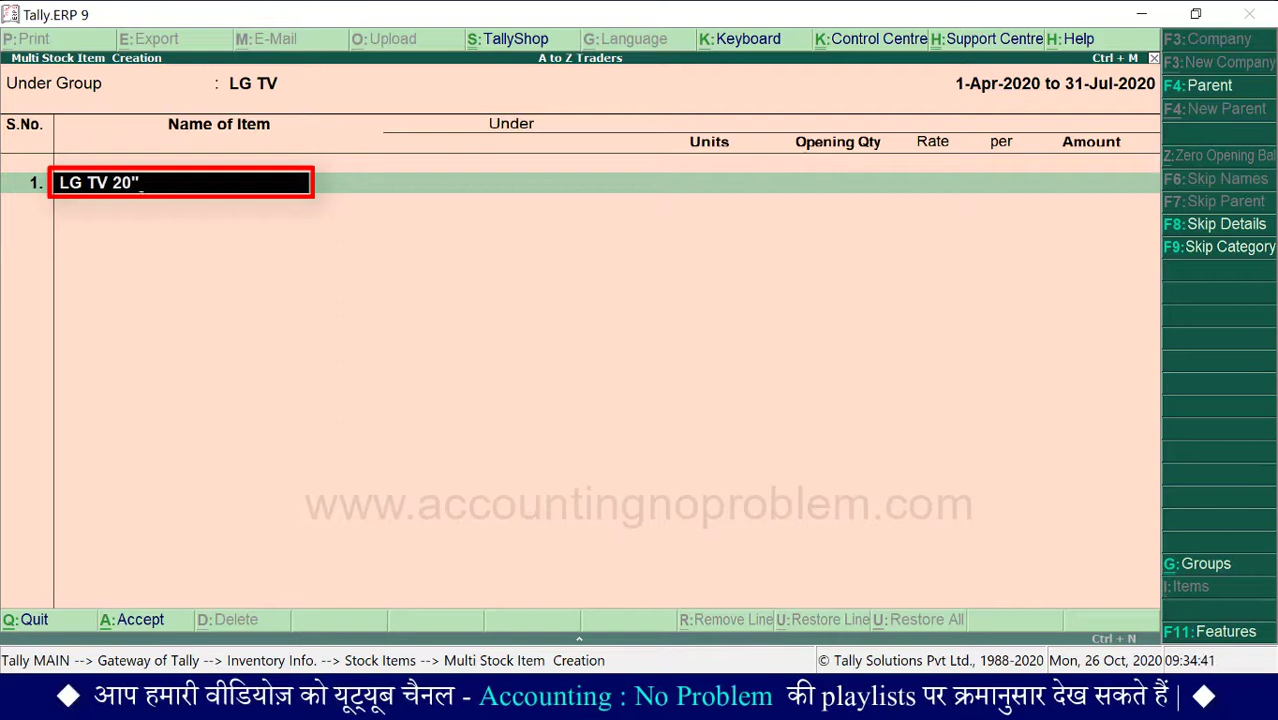 Tally.ERP 9
P:Print E:Export M:E-Mail O:Upload S:TallyShop G:Language K:Keyboard K:Control Centre H:Support Centre H:Help
Multi Stock Item Creation A to Z Traders Ctrl + M
Under Group : LG TV 1-Apr-2020 to 31-Jul-2020
S.No. Name of Item Under
Units Opening Qty Rate per Amount
1. LG TV 20"
F3:Company
F3:New Company
F4:Parent
F4:New Parent
Z:Zero Opening Bal
F6:Skip Names
F7:Skip Parent
F8:Skip Details
F9:Skip Category
G:Groups
I:Items
F11:Features
www.accountingnoproblem.com
Q:Quit A:Accept D:Delete R:Remove Line U:Restore Line U:Restore All
Ctrl + N
Tally MAIN --> Gateway of Tally --> Inventory Info. --> Stock Items --> Multi Stock Item Creation © Tally Solutions Pvt Ltd., 1988-2020 Mon, 26 Oct, 2020 09:34:41
आप हमारी वीडियोज़ को यूट्यूब चैनल - Accounting : No Problem की playlists पर क्रमानुसार देख सकते हैं |